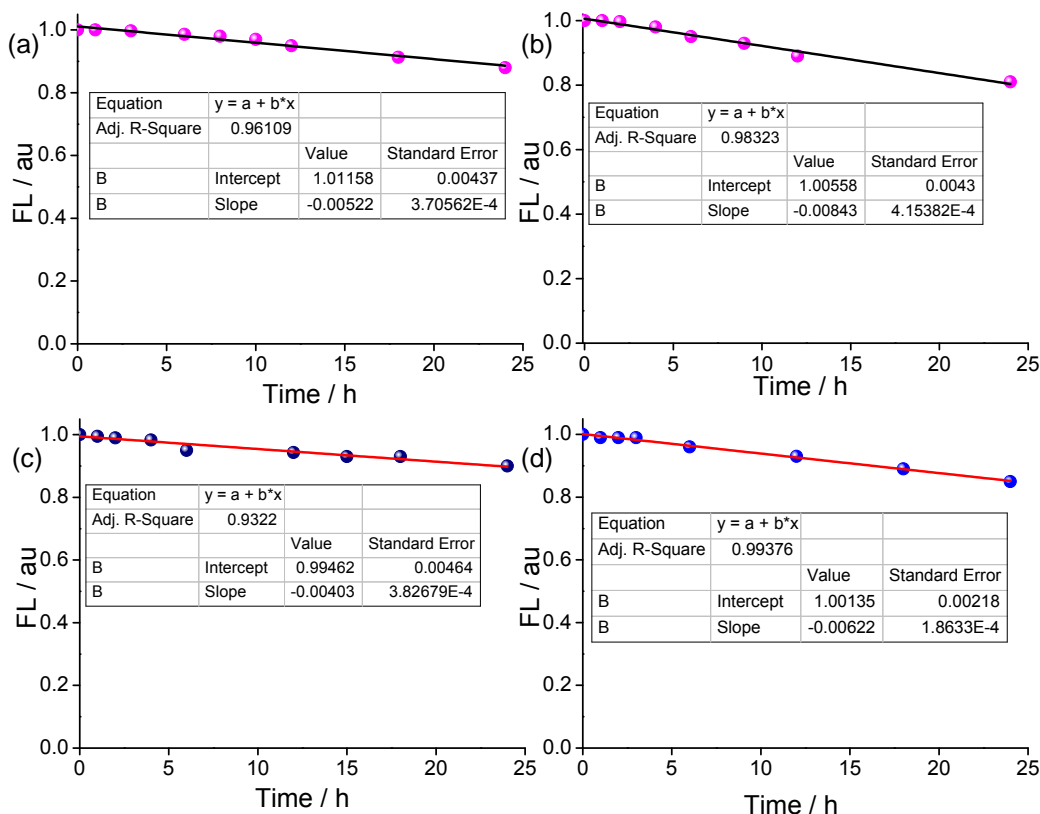 (a)
FL / au
1.0
0.8
0.6
0.4
0.2
0.0
Equation y = a + b*x
Adj. R-Square 0.96109
Value Standard Error
B Intercept 1.01158 0.00437
B Slope -0.00522 3.70562E-4
0 5 10 15 20 25
Time / h
(b)
FL / au
1.0
0.8
0.6
0.4
0.2
0.0
Equation y = a + b*x
Adj. R-Square 0.98323
Value Standard Error
B Intercept 1.00558 0.0043
B Slope -0.00843 4.15382E-4
0 5 10 15 20 25
Time / h
(c)
FL / au
1.0
0.8
0.6
0.4
0.2
0.0
Equation y = a + b*x
Adj. R-Square 0.9322
Value Standard Error
B Intercept 0.99462 0.00464
B Slope -0.00403 3.82679E-4
0 5 10 15 20 25
Time / h
(d)
FL / au
1.0
0.8
0.6
0.4
0.2
0.0
Equation y = a + b*x
Adj. R-Square 0.99376
Value Standard Error
B Intercept 1.00135 0.00218
B Slope -0.00622 1.8633E-4
0 5 10 15 20 25
Time / h